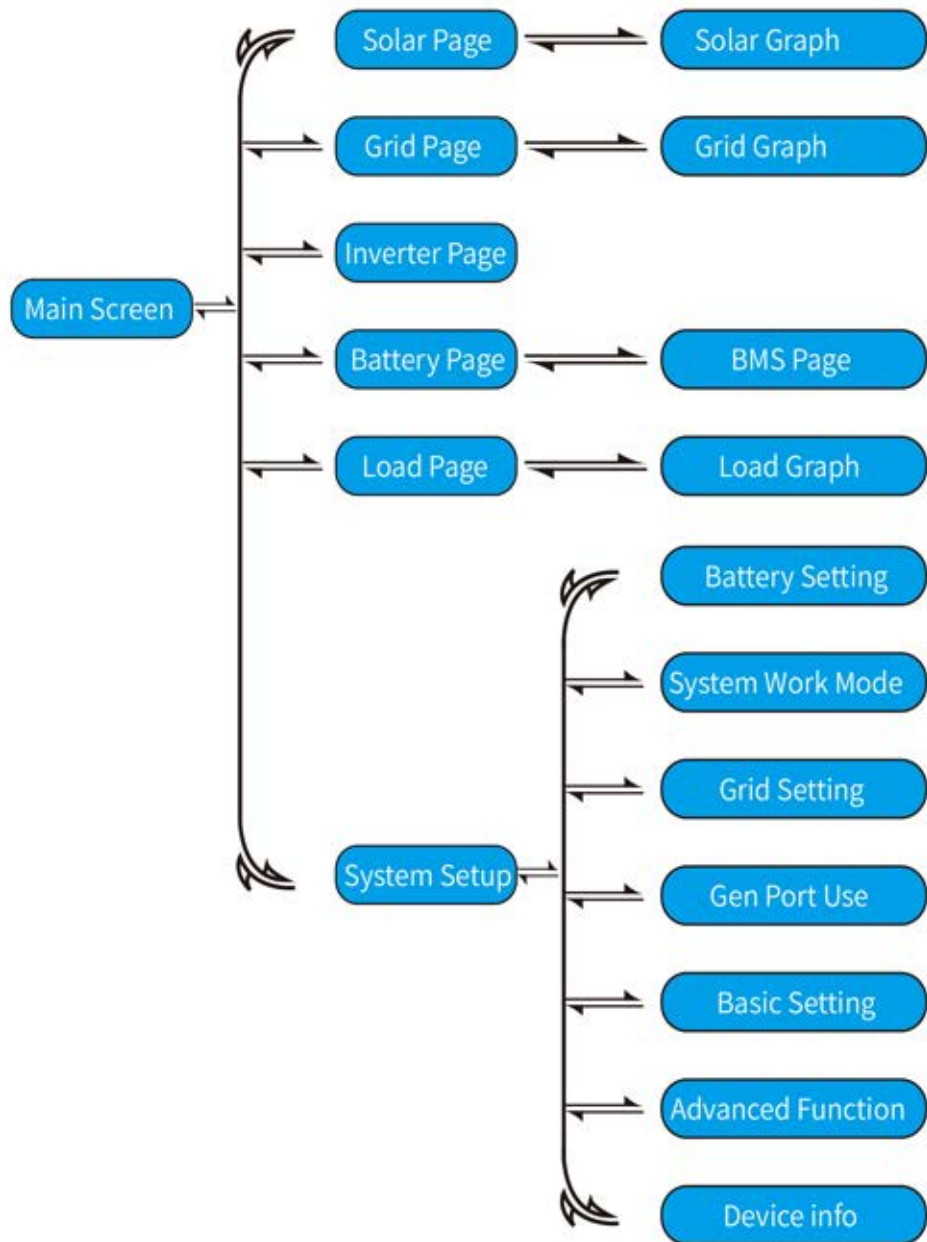 Solar Page
Solar Graph
Grid Page
Grid Graph
Inverter Page
Main Screen
Battery Page
BMS Page
Load Page
Load Graph
Battery Setting
System Work Mode
Grid Setting
System Setup
Gen Port Use
Basic Setting
Advanced Function
Device info